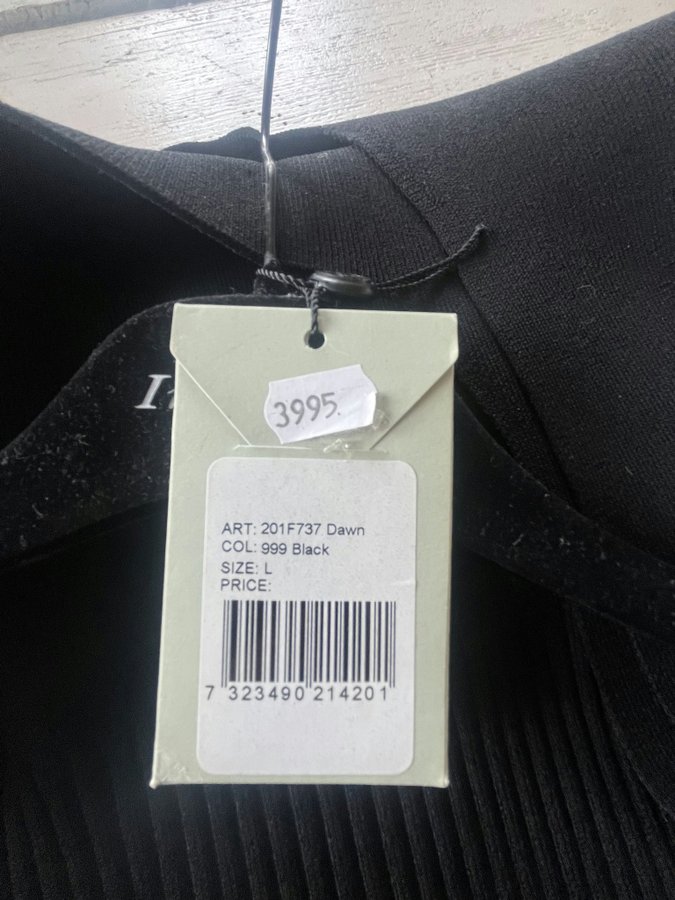 3995.
ART: 201F737 Dawn
COL: 999 Black
SIZE: L
PRICE:
7 323490 214201